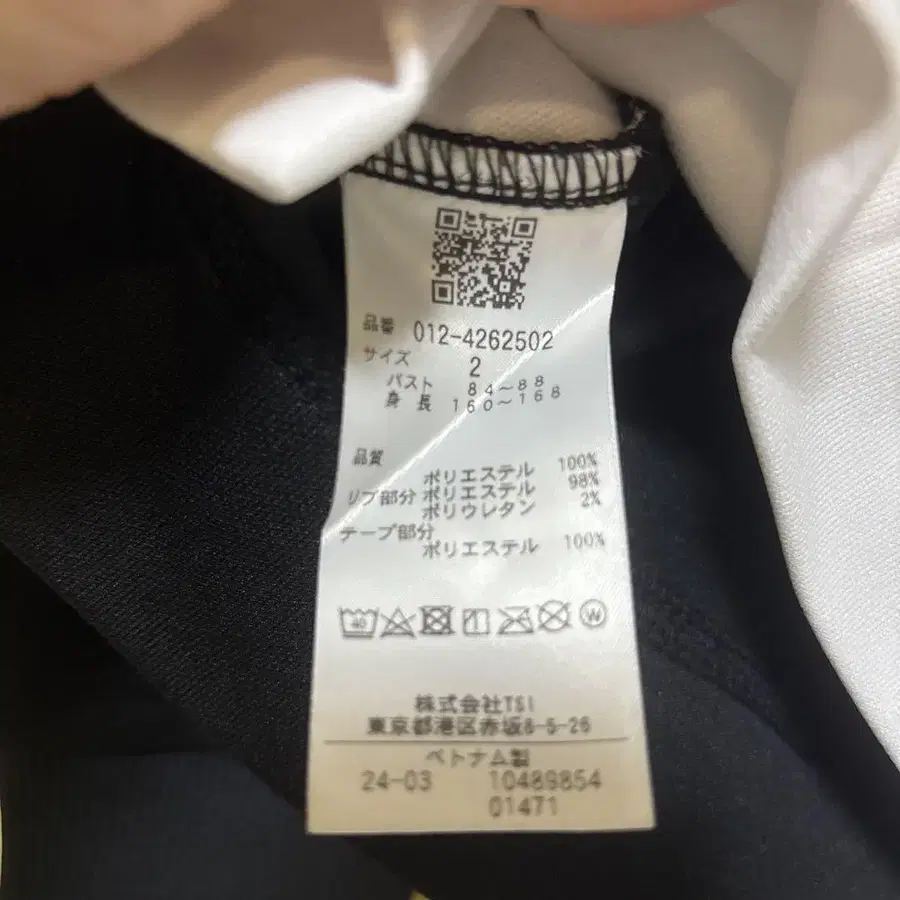 品番 012-4262502
サイズ 2
バスト 84~88
身長 160~168
品質
ポリエステル 100%
リブ部分 ポリエステル 98%
ポリウレタン 2%
テープ部分
ポリエステル 100%
40 W
株式会社TSI
東京都港区赤坂8-5-26
ベトナム製
24-03 10489854
01471